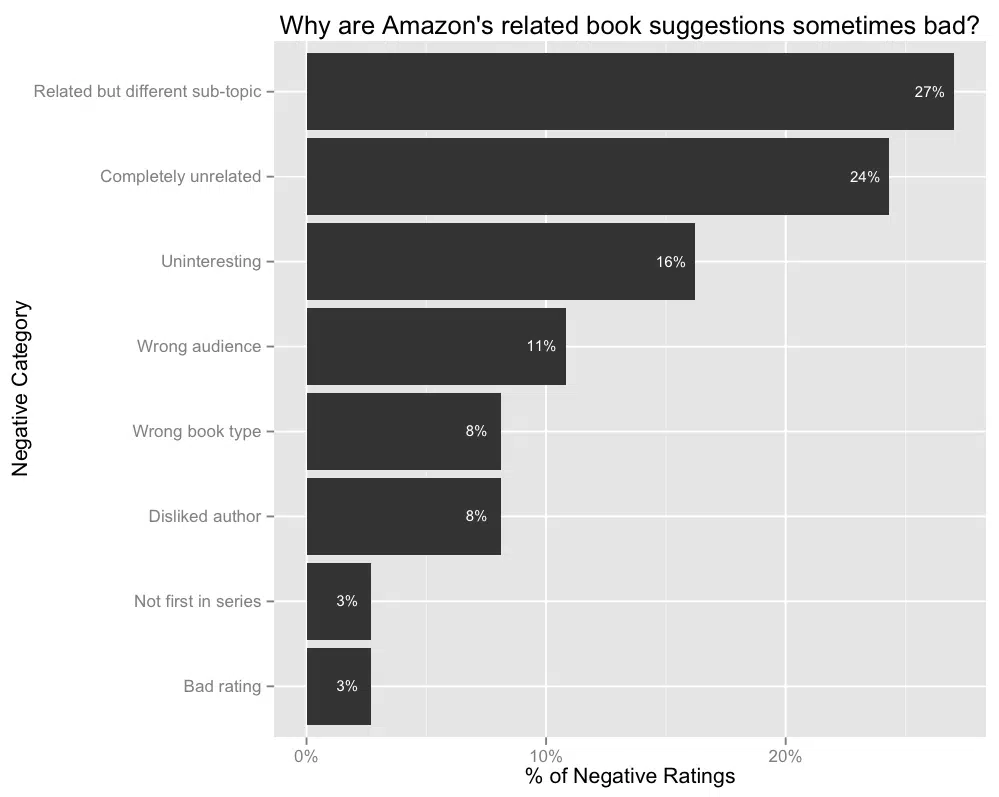 Why are Amazon's related book suggestions sometimes bad?
Negative Category
Related but different sub-topic 27%
Completely unrelated 24%
Uninteresting 16%
Wrong audience 11%
Wrong book type 8%
Disliked author 8%
Not first in series 3%
Bad rating 3%
0% 10% 20%
% of Negative Ratings